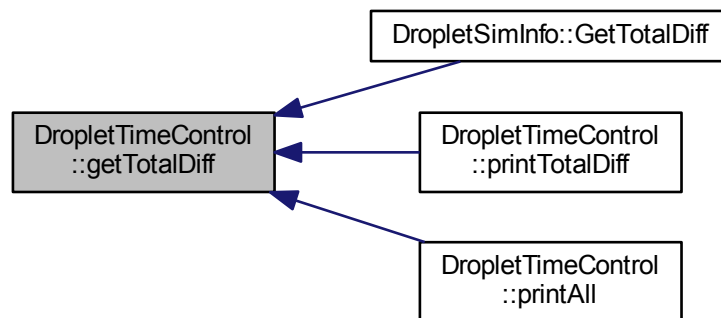 DropletSimInfo::GetTotalDiff
DropletTimeControl
::getTotalDiff
DropletTimeControl
::printTotalDiff
DropletTimeControl
::printAll